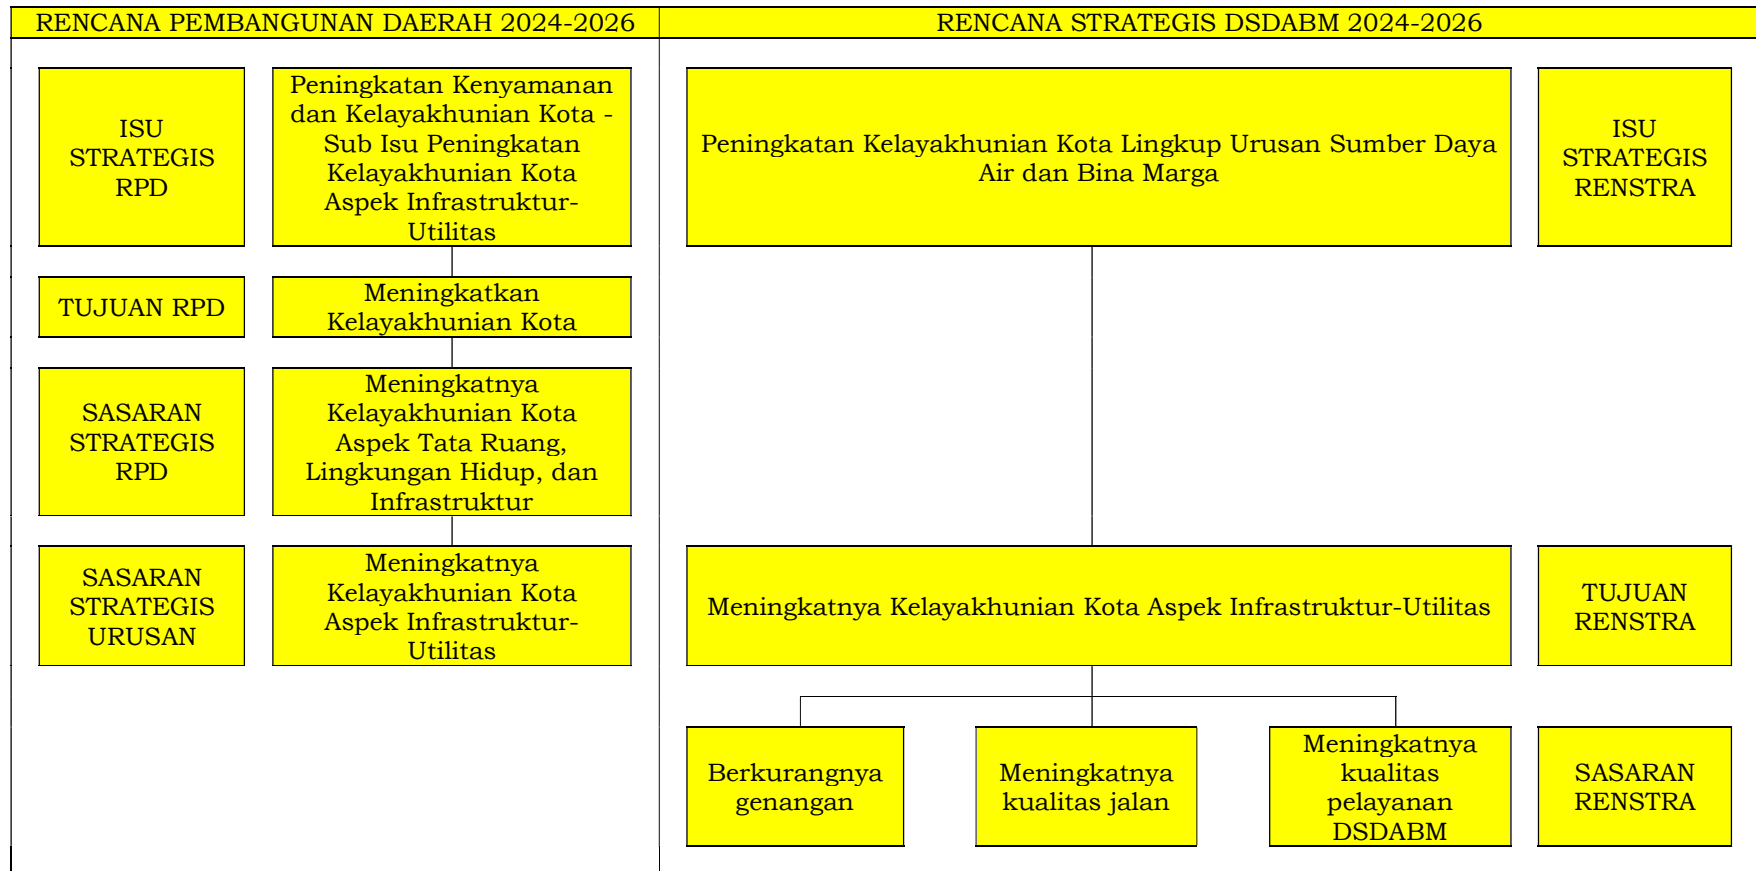 RENCANA PEMBANGUNAN DAERAH 2024-2026
RENCANA STRATEGIS DSDABM 2024-2026
ISU
STRATEGIS
RPD
Peningkatan Kenyamanan
dan Kelayakhunian Kota -
Sub Isu Peningkatan
Kelayakhunian Kota
Aspek Infrastruktur-
Utilitas
Peningkatan Kelayakhunian Kota Lingkup Urusan Sumber Daya
Air dan Bina Marga
ISU
STRATEGIS
RENSTRA
TUJUAN RPD
Meningkatkan
Kelayakhunian Kota
SASARAN
STRATEGIS
RPD
Meningkatnya
Kelayakhunian Kota
Aspek Tata Ruang,
Lingkungan Hidup, dan
Infrastruktur
SASARAN
STRATEGIS
URUSAN
Meningkatnya
Kelayakhunian Kota
Aspek Infrastruktur-
Utilitas
Meningkatnya Kelayakhunian Kota Aspek Infrastruktur-Utilitas
TUJUAN
RENSTRA
Berkurangnya
genangan
Meningkatnya
kualitas jalan
Meningkatnya
kualitas
pelayanan
DSDABM
SASARAN
RENSTRA